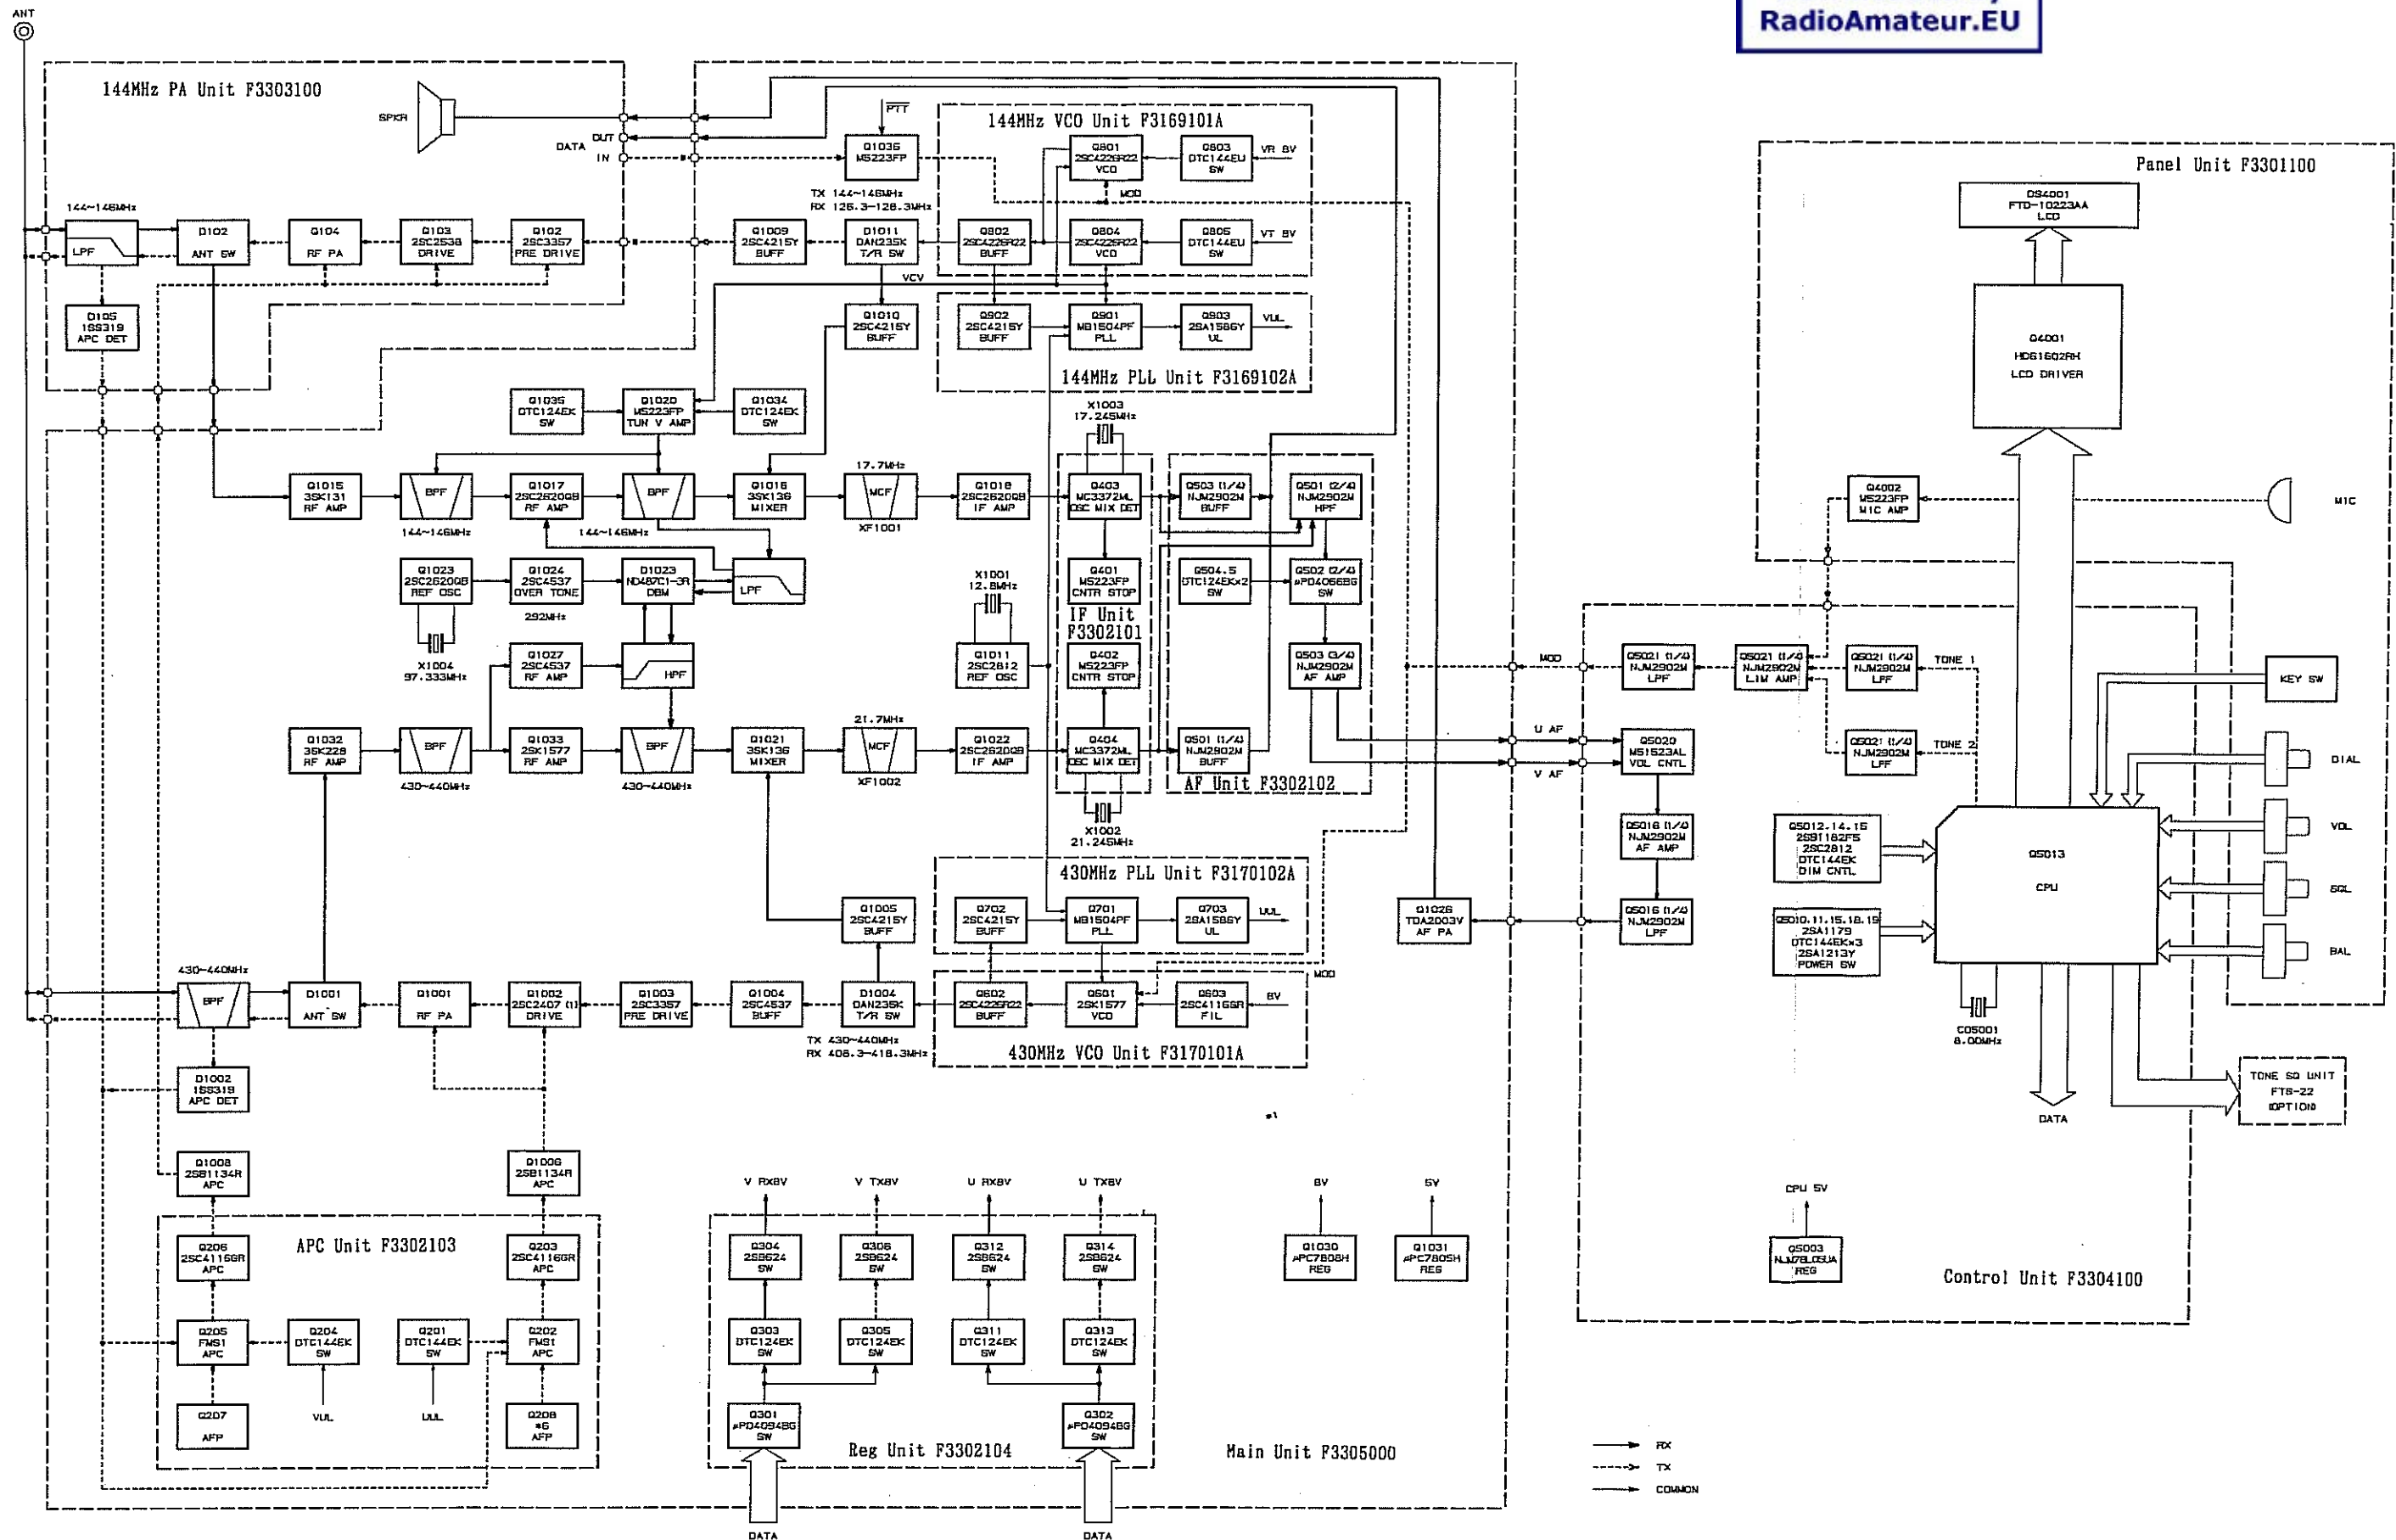 RadioAmateur.EU
ANT
144MHz PA Unit F3303100
SPKR
DATA
OUT
IN
PTT
Q1036
M5223FP
144MHz VCO Unit F3169101A
Q801
2SC4226R22
VCO
Q803
DTC144EU
SW
VR 8V
MOD
TX 144~146MHz
RX 126.3~128.3MHz
144~146MHz
LPF
D102
ANT SW
Q104
RF PA
Q103
2SC2538
DRIVE
Q102
2SC3357
PRE DRIVE
Q1009
2SC4215Y
BUFF
D1011
DAN235K
T/R SW
Q802
2SC4226R22
BUFF
Q804
2SC4226R22
VCO
Q805
DTC144EU
SW
VT 8V
VCV
D105
1SS319
APC DET
Q1010
2SC4215Y
BUFF
Q902
2SC4215Y
BUFF
Q901
MB1504PF
PLL
Q903
2SA1586Y
UL
VUL
144MHz PLL Unit F3169102A
Q1035
DTC124EK
SW
Q1020
M5223FP
TUN V AMP
Q1034
DTC124EK
SW
X1003
17.245MHz
Q1015
3SK131
RF AMP
BPF
144~146MHz
Q1017
2SC2620QB
RF AMP
BPF
144~146MHz
Q1016
3SK136
MIXER
17.7MHz
MCF
XF1001
Q1018
2SC2620QB
IF AMP
Q403
MC3372ML
OSC MIX DET
Q503 (1/4)
NJM2902M
BUFF
Q501 (2/4)
NJM2902M
HPF
Q1023
2SC2620QB
REF OSC
Q1024
2SC4537
OVER TONE
292MHz
D1023
ND487C1-3R
DBM
LPF
X1001
12.8MHz
Q401
M5223FP
CNTR STOP
Q504.5
DTC124EK×2
SW
Q502 (2/4)
μPD4066BG
SW
IF Unit
F3302101
X1004
97.333MHz
Q1027
2SC4537
RF AMP
HPF
Q1011
2SC2812
REF OSC
Q402
M5223FP
CNTR STOP
Q503 (3/4)
NJM2902M
AF AMP
Q1032
3SK228
RF AMP
BPF
430~440MHz
Q1033
2SK1577
RF AMP
BPF
430~440MHz
Q1021
3SK136
MIXER
21.7MHz
MCF
XF1002
Q1022
2SC2620QB
IF AMP
Q404
MC3372ML
OSC MIX DET
Q501 (1/4)
NJM2902M
BUFF
AF Unit F3302102
X1002
21.245MHz
430MHz PLL Unit F3170102A
Q1005
2SC4215Y
BUFF
Q702
2SC4215Y
BUFF
Q701
MB1504PF
PLL
Q703
2SA1586Y
UL
UUL
Q1026
TDA2003V
AF PA
MOD
430~440MHz
BPF
D1001
ANT SW
Q1001
RF PA
Q1002
2SC2407 (1)
DRIVE
Q1003
2SC3357
PRE DRIVE
Q1004
2SC4537
BUFF
D1004
DAN235K
T/R SW
Q602
2SC4226R22
BUFF
Q601
2SK1577
VCO
Q603
2SC4116GR
FIL
8V
TX 430~440MHz
RX 408.3~418.3MHz
430MHz VCO Unit F3170101A
D1002
1SS319
APC DET
*1
Q1008
2SB1134R
APC
Q1006
2SB1134R
APC
APC Unit F3302103
Q206
2SC4116GR
APC
Q203
2SC4116GR
APC
Q205
FMS1
APC
Q204
DTC144EK
SW
Q201
DTC144EK
SW
Q202
FMS1
APC
Q207
AFP
VUL
UUL
Q208
*6
AFP
V RX8V
V TX8V
U RX8V
U TX8V
8V
5V
Q304
2SB624
SW
Q306
2SB624
SW
Q312
2SB624
SW
Q314
2SB624
SW
Q1030
μPC7808H
REG
Q1031
μPC7805H
REG
Q303
DTC124EK
SW
Q305
DTC124EK
SW
Q311
DTC124EK
SW
Q313
DTC124EK
SW
Q301
μPD4094BG
SW
Q302
μPD4094BG
SW
Reg Unit F3302104
Main Unit F3305000
DATA
DATA
Panel Unit F3301100
DS4001
FTD-10223AA
LCD
Q4001
HD61602RH
LCD DRIVER
Q4002
M5223FP
MIC AMP
MIC
MOD
Q5021 (1/4)
NJM2902M
LPF
Q5021 (1/4)
NJM2902M
LIM AMP
Q5021 (1/4)
NJM2902M
LPF
TONE 1
Q5021 (1/4)
NJM2902M
LPF
TONE 2
KEY SW
DIAL
VOL
SQL
BAL
U AF
V AF
Q5020
M51523AL
VOL CNTL
Q5016 (1/4)
NJM2902M
AF AMP
Q5016 (1/4)
NJM2902M
LPF
Q5012.14.15
2SB1182F5
2SC2812
DTC144EK
DIM CNTL
Q5010.11.15.18.19
2SA1179
DTC144EK×3
2SA1213Y
POWER SW
Q5013
CPU
CO5001
8.00MHz
TONE SQ UNIT
FTS-22
(OPTION)
DATA
CPU 5V
Q5003
NJM78L05UA
REG
Control Unit F3304100
RX
TX
COMMON